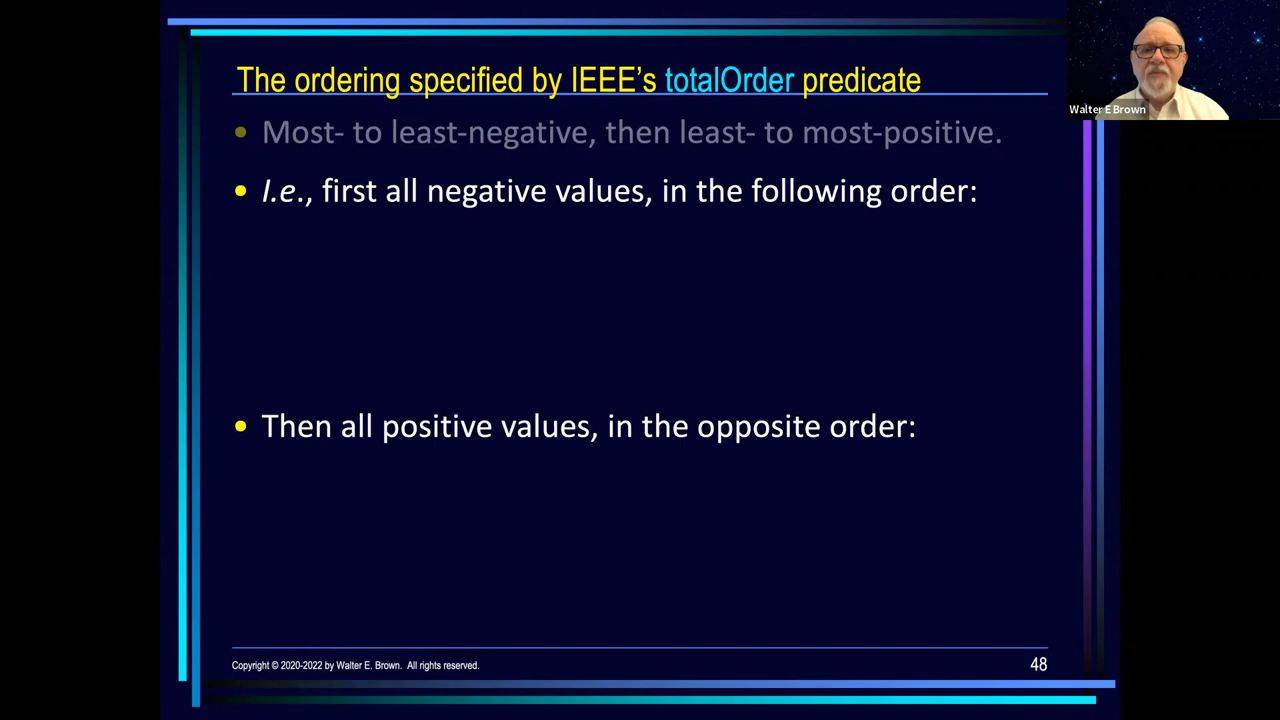 The ordering specified by IEEE's totalOrder predicate
• Most- to least-negative, then least- to most-positive.
• I.e., first all negative values, in the following order:
• Then all positive values, in the opposite order:
Copyright © 2020-2022 by Walter E. Brown. All rights reserved.
48
Walter E Brown